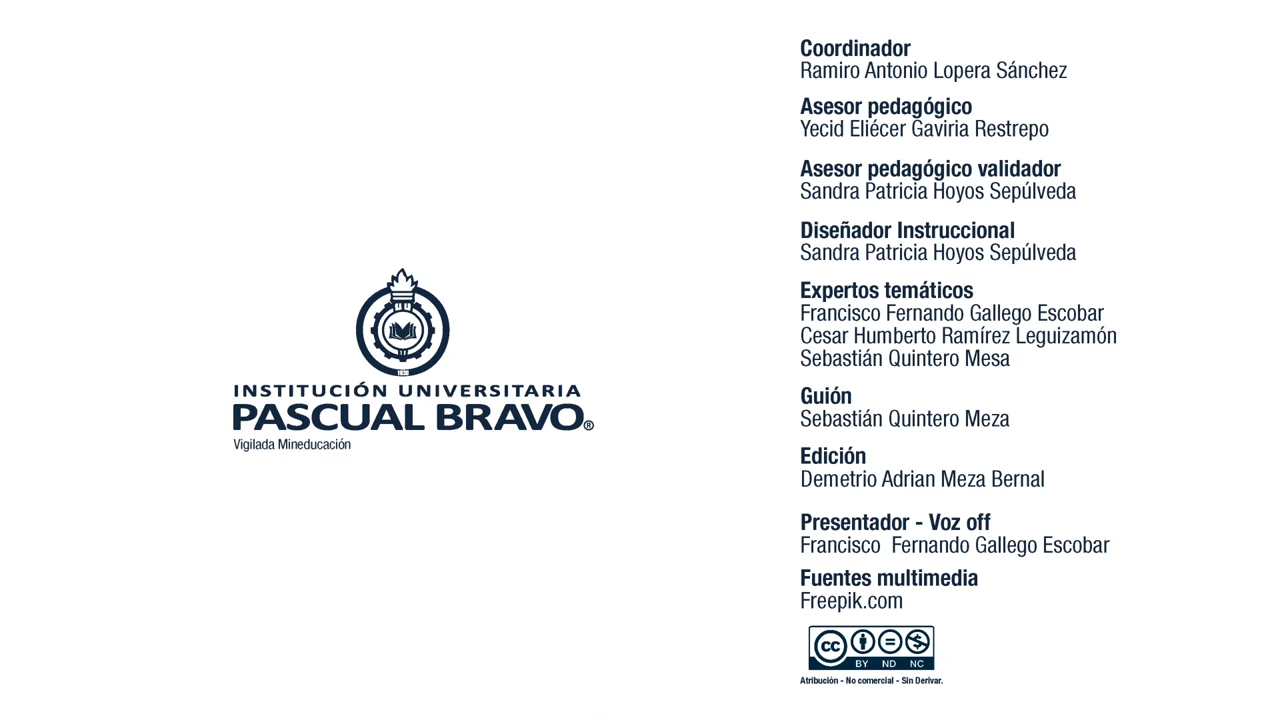 1938
INSTITUCIÓN UNIVERSITARIA
PASCUAL BRAVO®
Vigilada Mineducación
Coordinador
Ramiro Antonio Lopera Sánchez
Asesor pedagógico
Yecid Eliécer Gaviria Restrepo
Asesor pedagógico validador
Sandra Patricia Hoyos Sepúlveda
Diseñador Instruccional
Sandra Patricia Hoyos Sepúlveda
Expertos temáticos
Francisco Fernando Gallego Escobar
Cesar Humberto Ramírez Leguizamón
Sebastián Quintero Mesa
Guión
Sebastián Quintero Meza
Edición
Demetrio Adrian Meza Bernal
Presentador - Voz off
Francisco  Fernando Gallego Escobar
Fuentes multimedia
Freepik.com
cc
BY ND NC
Atribución - No comercial - Sin Derivar.